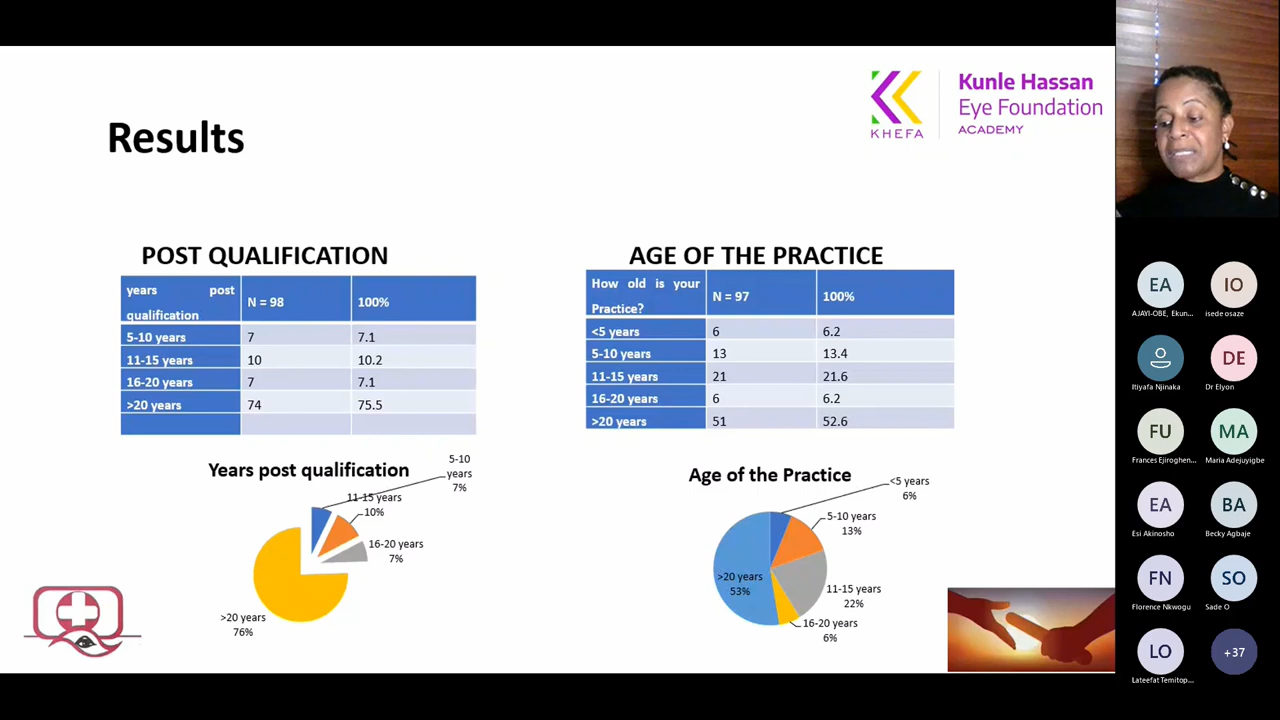 Results
KHEFA
Kunle Hassan
Eye Foundation
ACADEMY
POST QUALIFICATION
years post qualification N = 98 100%
5-10 years 7 7.1
11-15 years 10 10.2
16-20 years 7 7.1
>20 years 74 75.5
AGE OF THE PRACTICE
How old is your Practice? N = 97 100%
<5 years 6 6.2
5-10 years 13 13.4
11-15 years 21 21.6
16-20 years 6 6.2
>20 years 51 52.6
Years post qualification
5-10
years
7%
11-15 years
10%
16-20 years
7%
>20 years
76%
Age of the Practice
<5 years
6%
5-10 years
13%
>20 years
53%
11-15 years
22%
16-20 years
6%
EA
AJAYI-OBE, Ekun...
IO
isede osaze
Itiyafa Njinaka
DE
Dr Elyon
FU
Frances Ejiroghen...
MA
Maria Adejuyigbe
EA
Esi Akinosho
BA
Becky Agbaje
FN
Florence Nkwogu
SO
Sade O
LO
Lateefat Temitop...
+37